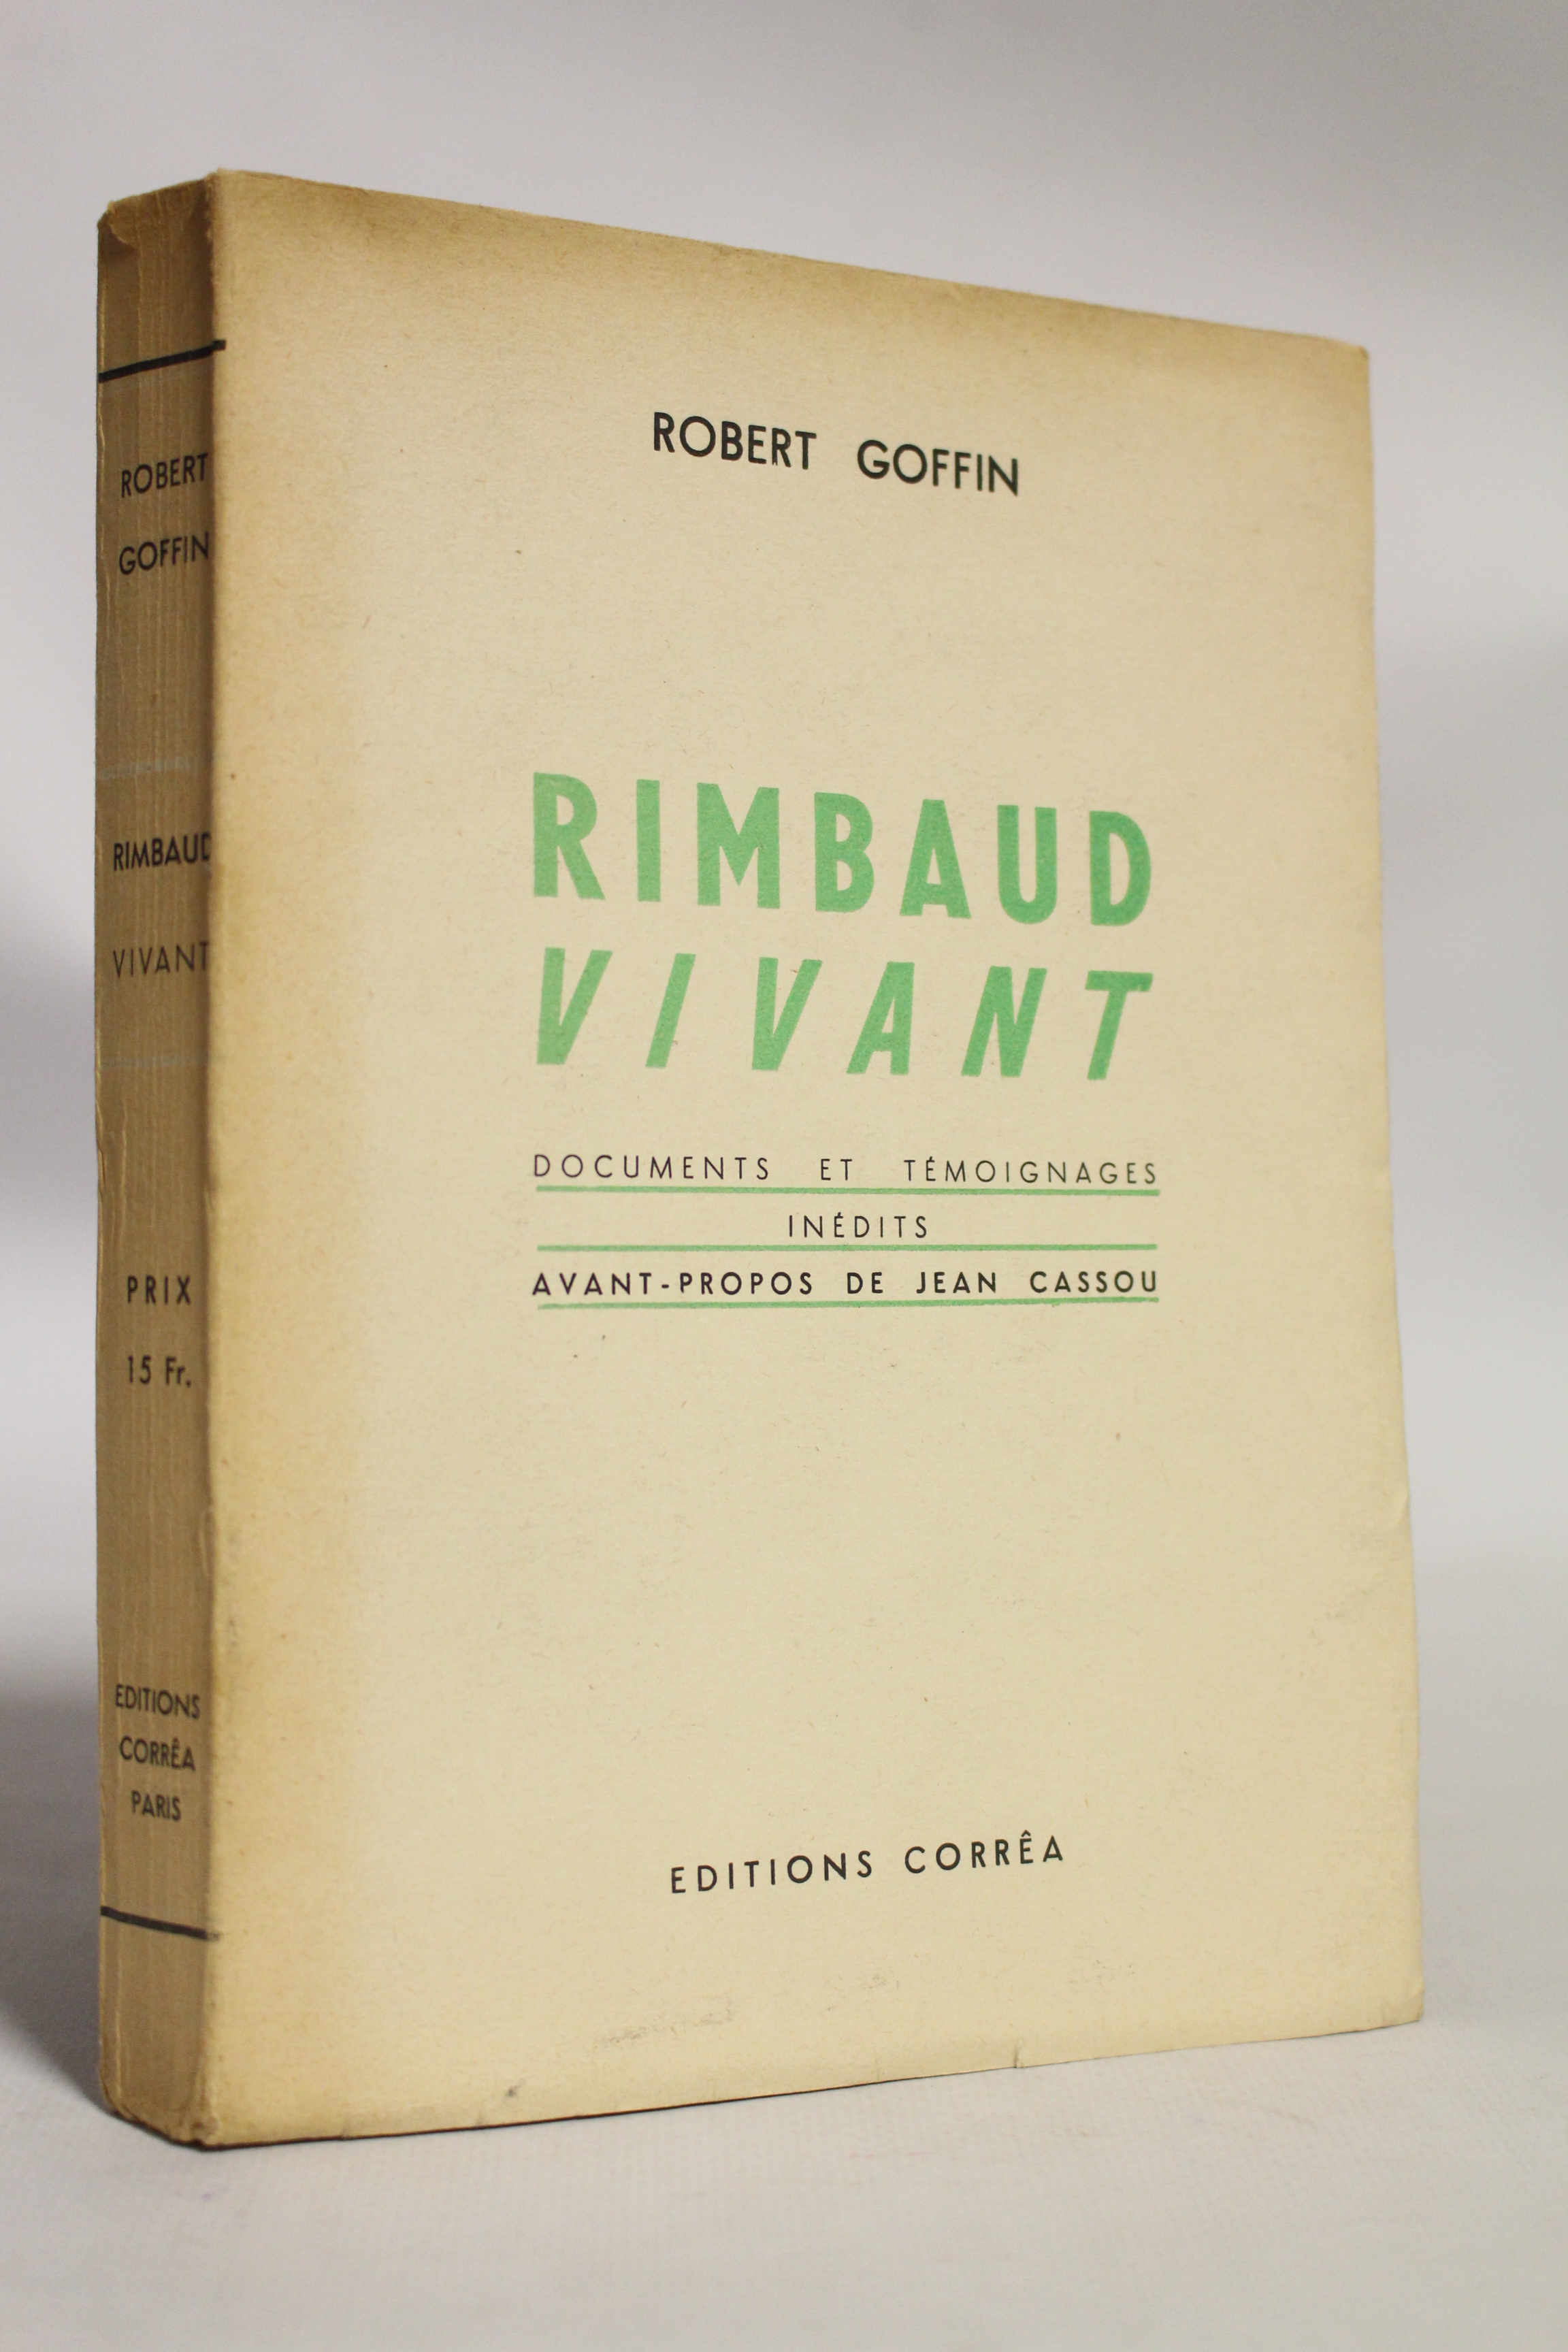 ROBERT
GOFFIN
RIMBAUD
VIVANT
PRIX
15 Fr.
EDITIONS
CORRÊA
PARIS
ROBERT GOFFIN
RIMBAUD
VIVANT
DOCUMENTS ET TÉMOIGNAGES
INÉDITS
AVANT-PROPOS DE JEAN CASSOU
EDITIONS CORRÊA